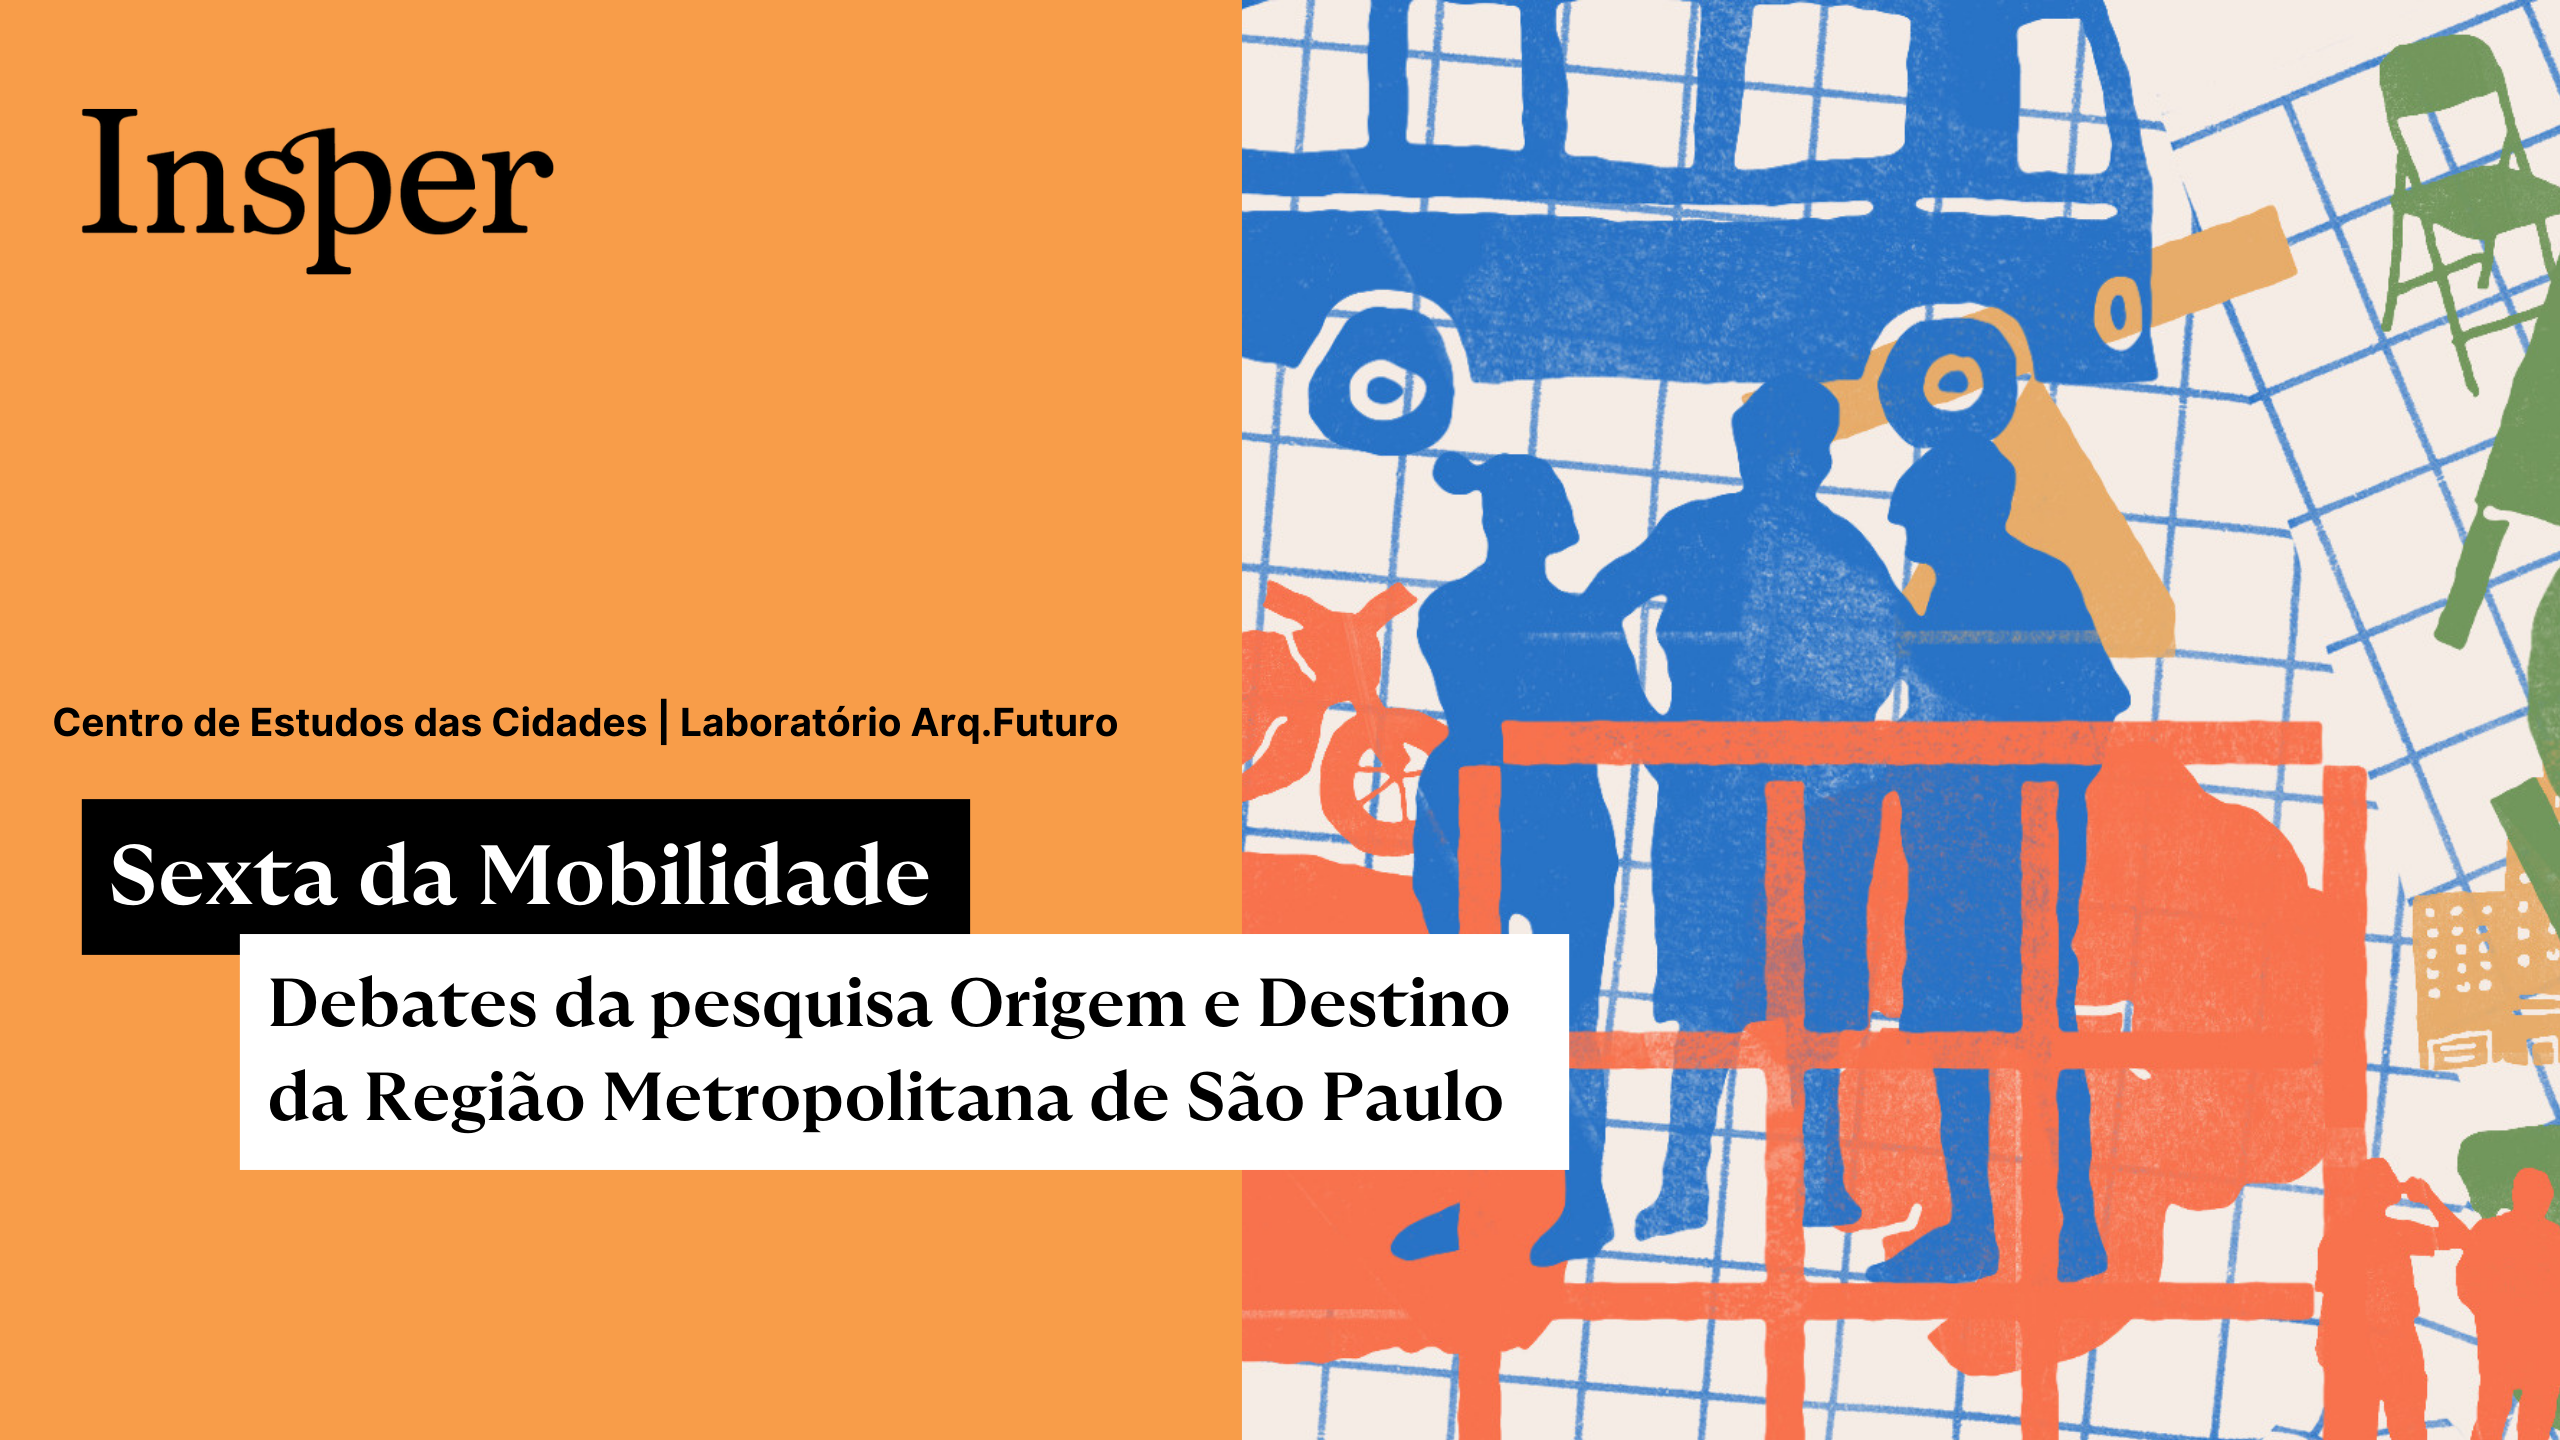 Insper
Centro de Estudos das Cidades | Laboratório Arq.Futuro
Sexta da Mobilidade
Debates da pesquisa Origem e Destino
da Região Metropolitana de São Paulo